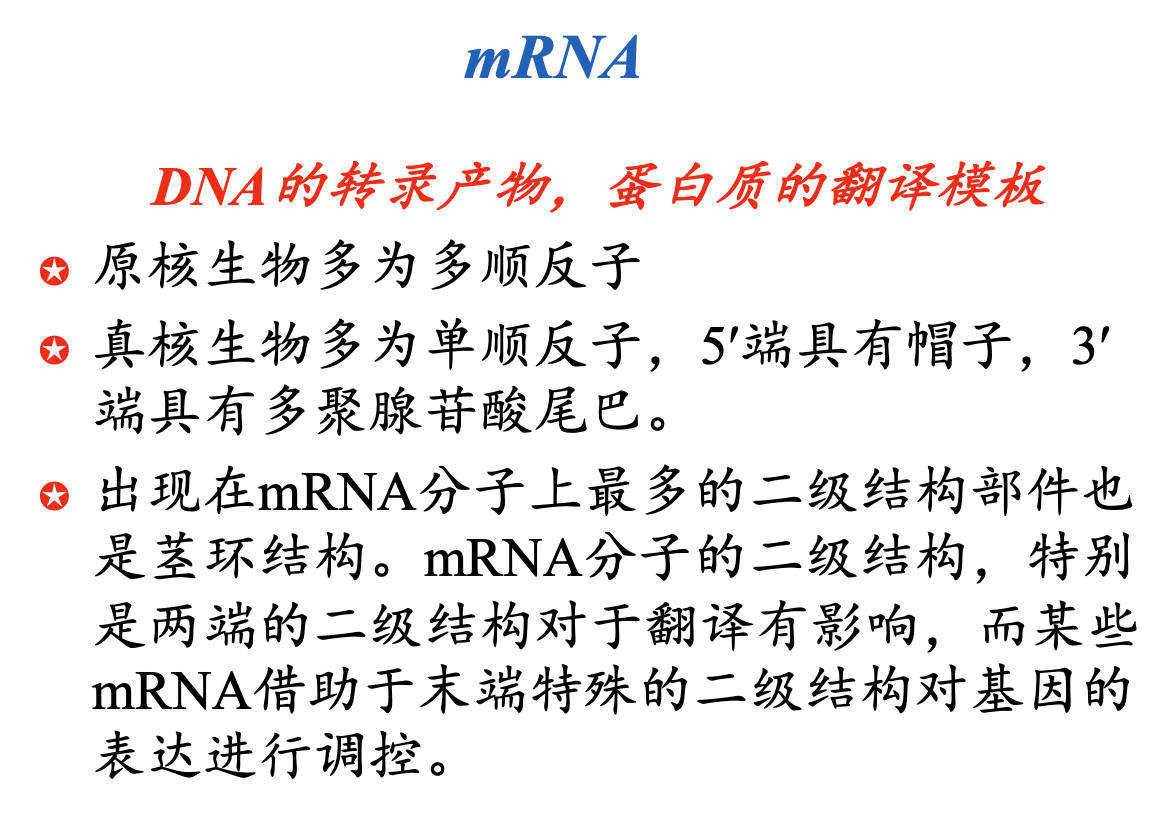 mRNA
DNA的转录产物，蛋白质的翻译模板
✪ 原核生物多为多顺反子
✪ 真核生物多为单顺反子，5′端具有帽子，3′
端具有多聚腺苷酸尾巴。
✪ 出现在mRNA分子上最多的二级结构部件也
是茎环结构。mRNA分子的二级结构，特别
是两端的二级结构对于翻译有影响，而某些
mRNA借助于末端特殊的二级结构对基因的
表达进行调控。